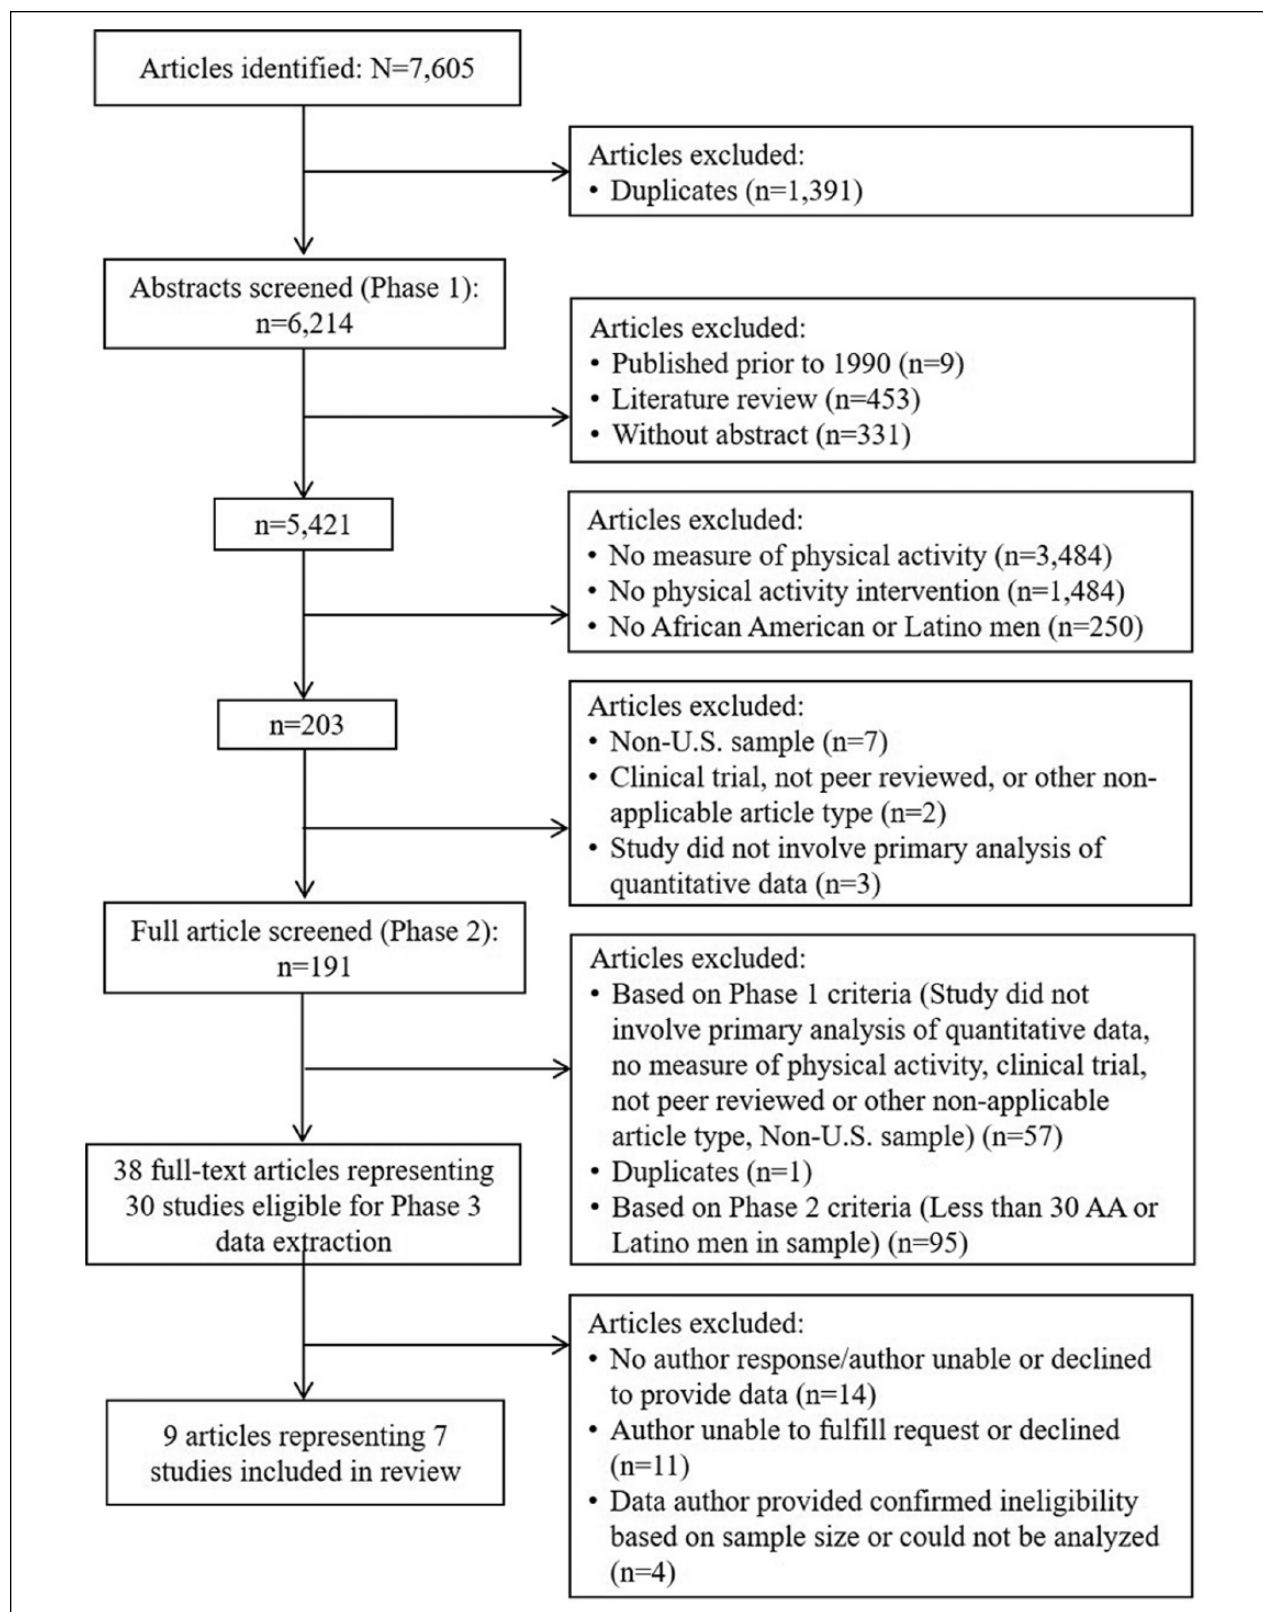 Articles identified: N=7,605
Articles excluded:
• Duplicates (n=1,391)
Abstracts screened (Phase 1):
n=6,214
Articles excluded:
• Published prior to 1990 (n=9)
• Literature review (n=453)
• Without abstract (n=331)
n=5,421
Articles excluded:
• No measure of physical activity (n=3,484)
• No physical activity intervention (n=1,484)
• No African American or Latino men (n=250)
n=203
Articles excluded:
• Non-U.S. sample (n=7)
• Clinical trial, not peer reviewed, or other non-
applicable article type (n=2)
• Study did not involve primary analysis of
quantitative data (n=3)
Full article screened (Phase 2):
n=191
Articles excluded:
• Based on Phase 1 criteria (Study did not
involve primary analysis of quantitative data,
no measure of physical activity, clinical trial,
not peer reviewed or other non-applicable
article type, Non-U.S. sample) (n=57)
• Duplicates (n=1)
• Based on Phase 2 criteria (Less than 30 AA or
Latino men in sample) (n=95)
38 full-text articles representing
30 studies eligible for Phase 3
data extraction
Articles excluded:
• No author response/author unable or declined
to provide data (n=14)
• Author unable to fulfill request or declined
(n=11)
• Data author provided confirmed ineligibility
based on sample size or could not be analyzed
(n=4)
9 articles representing 7
studies included in review